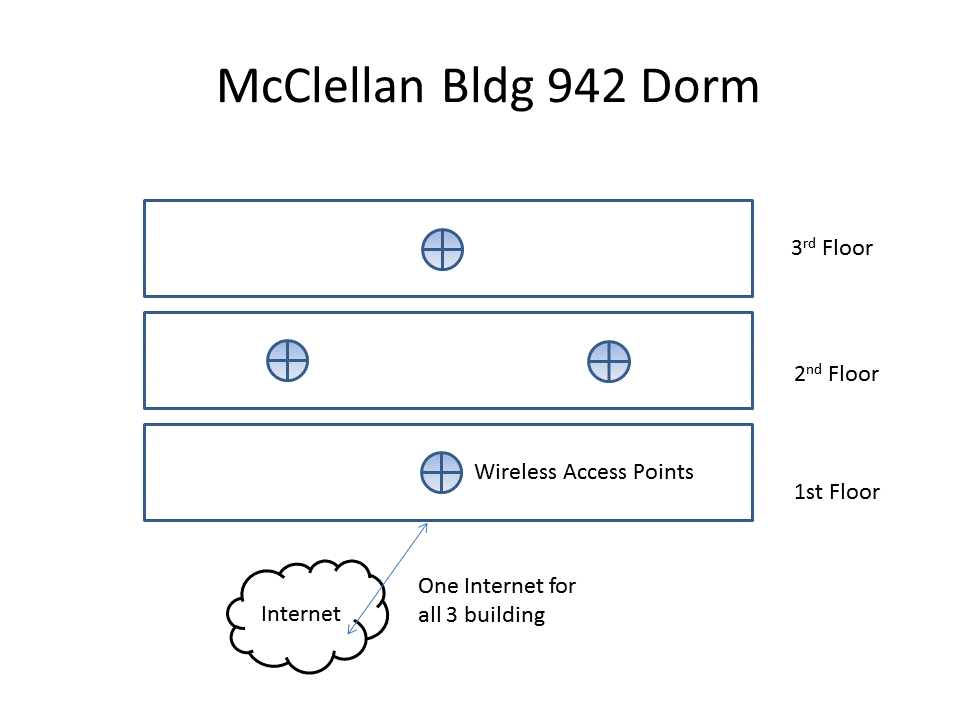 McClellan Bldg 942 Dorm
3rd Floor
2nd Floor
Wireless Access Points
1st Floor
One Internet for
all 3 building
Internet